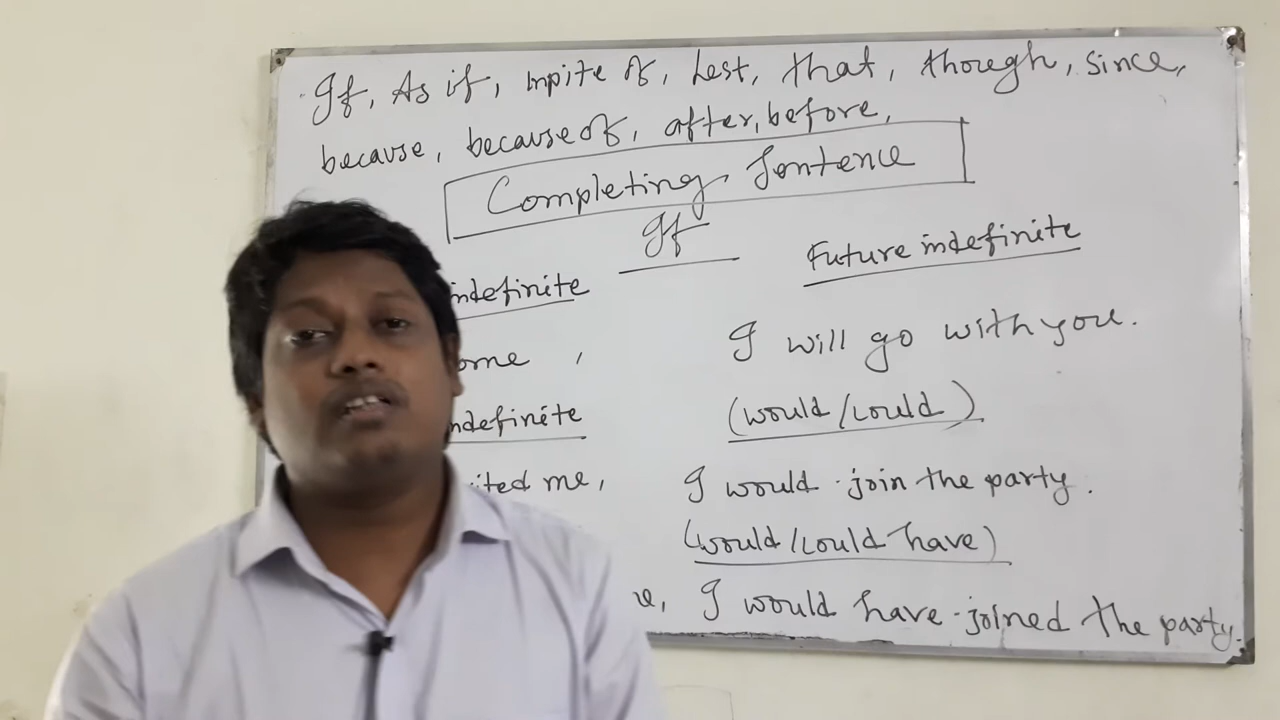 If, As if, inpite of, Lest, that, though, since,
because, because of, after, before,
Completing Sentence
If
indefinite Future indefinite
ome , I will go with you.
(would/could)
ndefinite
ited me, I would join the party.
(would/could have)
e, I would have joined the party.